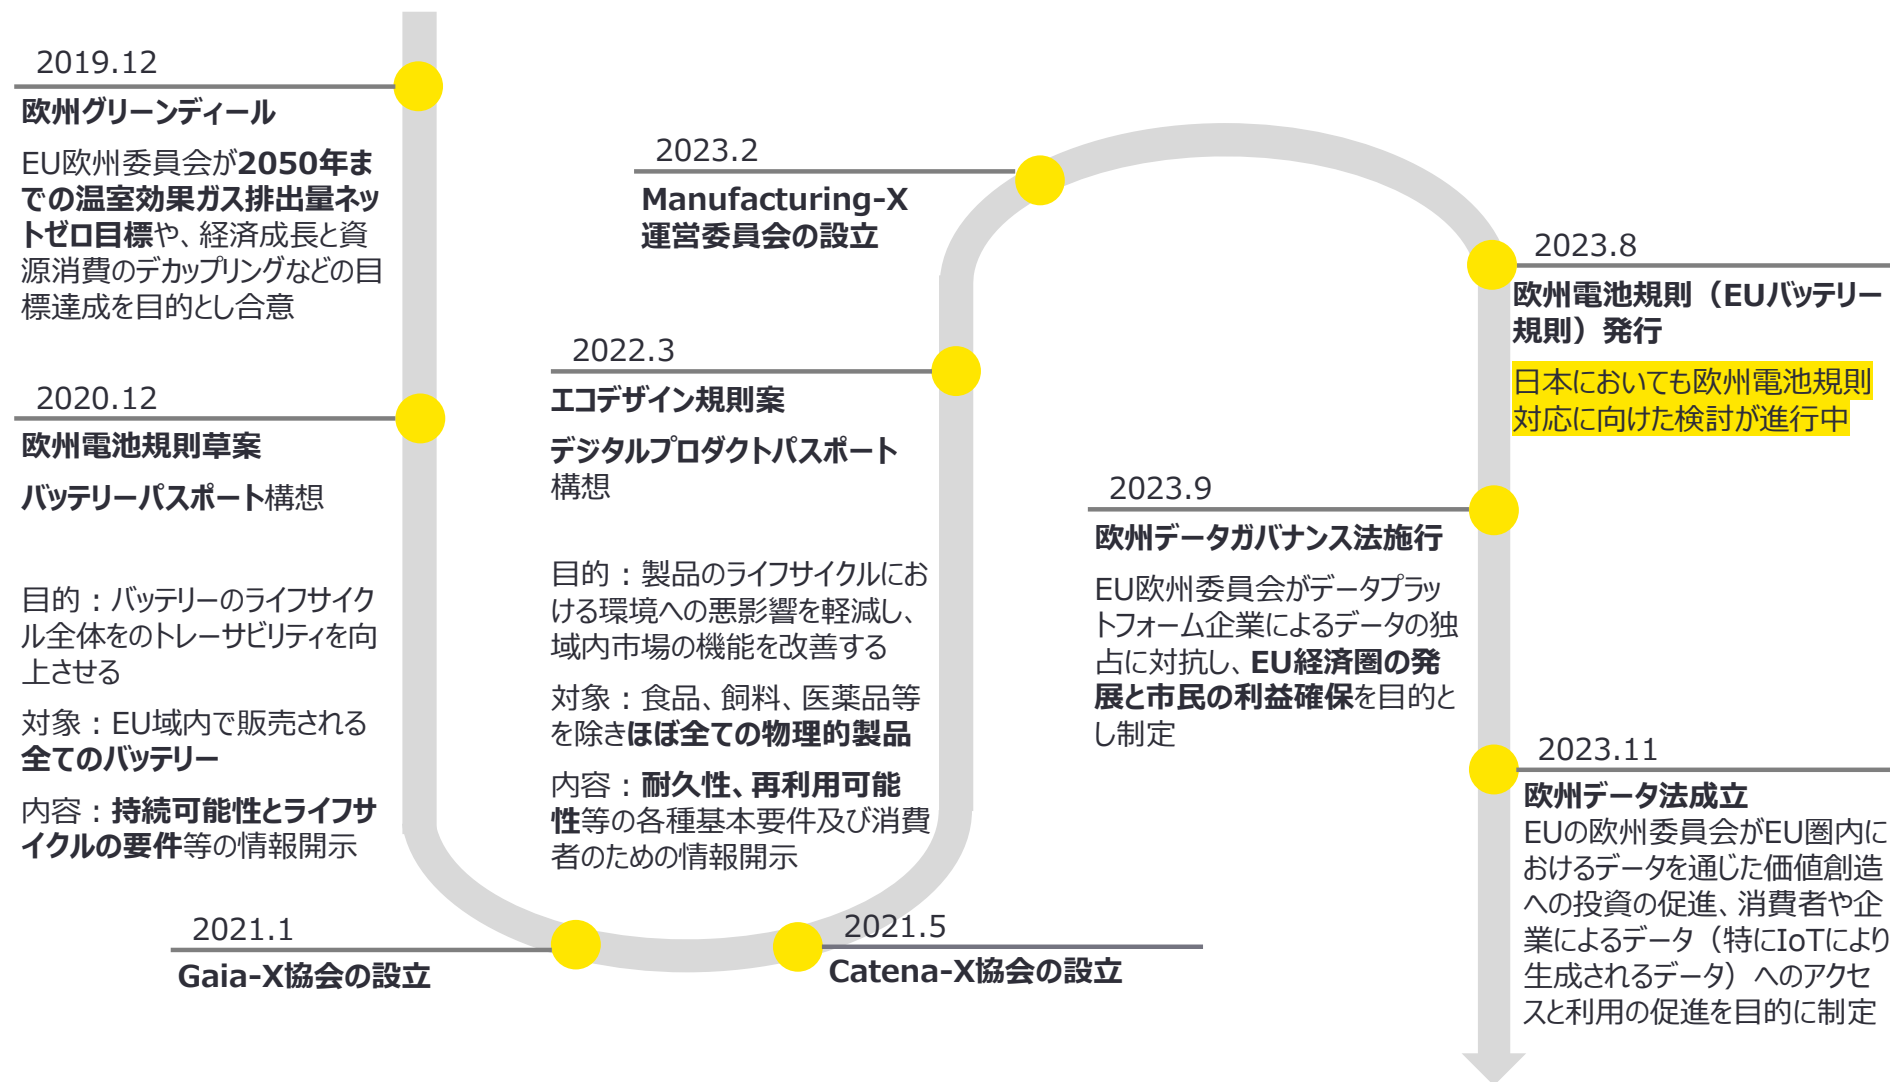 2019.12
欧州グリーンディール
EU欧州委員会が2050年ま
での温室効果ガス排出量ネッ
トゼロ目標や、経済成長と資
源消費のデカップリングなどの目
標達成を目的とし合意
2020.12
欧州電池規則草案
バッテリーパスポート構想
目的：バッテリーのライフサイク
ル全体をのトレーサビリティを向
上させる
対象：EU域内で販売される
全てのバッテリー
内容：持続可能性とライフサ
イクルの要件等の情報開示
2021.1
Gaia-X協会の設立
2021.5
Catena-X協会の設立
2022.3
エコデザイン規則案
デジタルプロダクトパスポート
構想
目的：製品のライフサイクルにお
ける環境への悪影響を軽減し、
域内市場の機能を改善する
対象：食品、飼料、医薬品等
を除きほぼ全ての物理的製品
内容：耐久性、再利用可能
性等の各種基本要件及び消費
者のための情報開示
2023.2
Manufacturing-X
運営委員会の設立
2023.8
欧州電池規則（EUバッテリー
規則）発行
日本においても欧州電池規則
対応に向けた検討が進行中
2023.9
欧州データガバナンス法施行
EU欧州委員会がデータプラッ
トフォーム企業によるデータの独
占に対抗し、EU経済圏の発
展と市民の利益確保を目的と
し制定
2023.11
欧州データ法成立
EUの欧州委員会がEU圏内に
おけるデータを通じた価値創造
への投資の促進、消費者や企
業によるデータ（特にIoTにより
生成されるデータ）へのアクセ
スと利用の促進を目的に制定